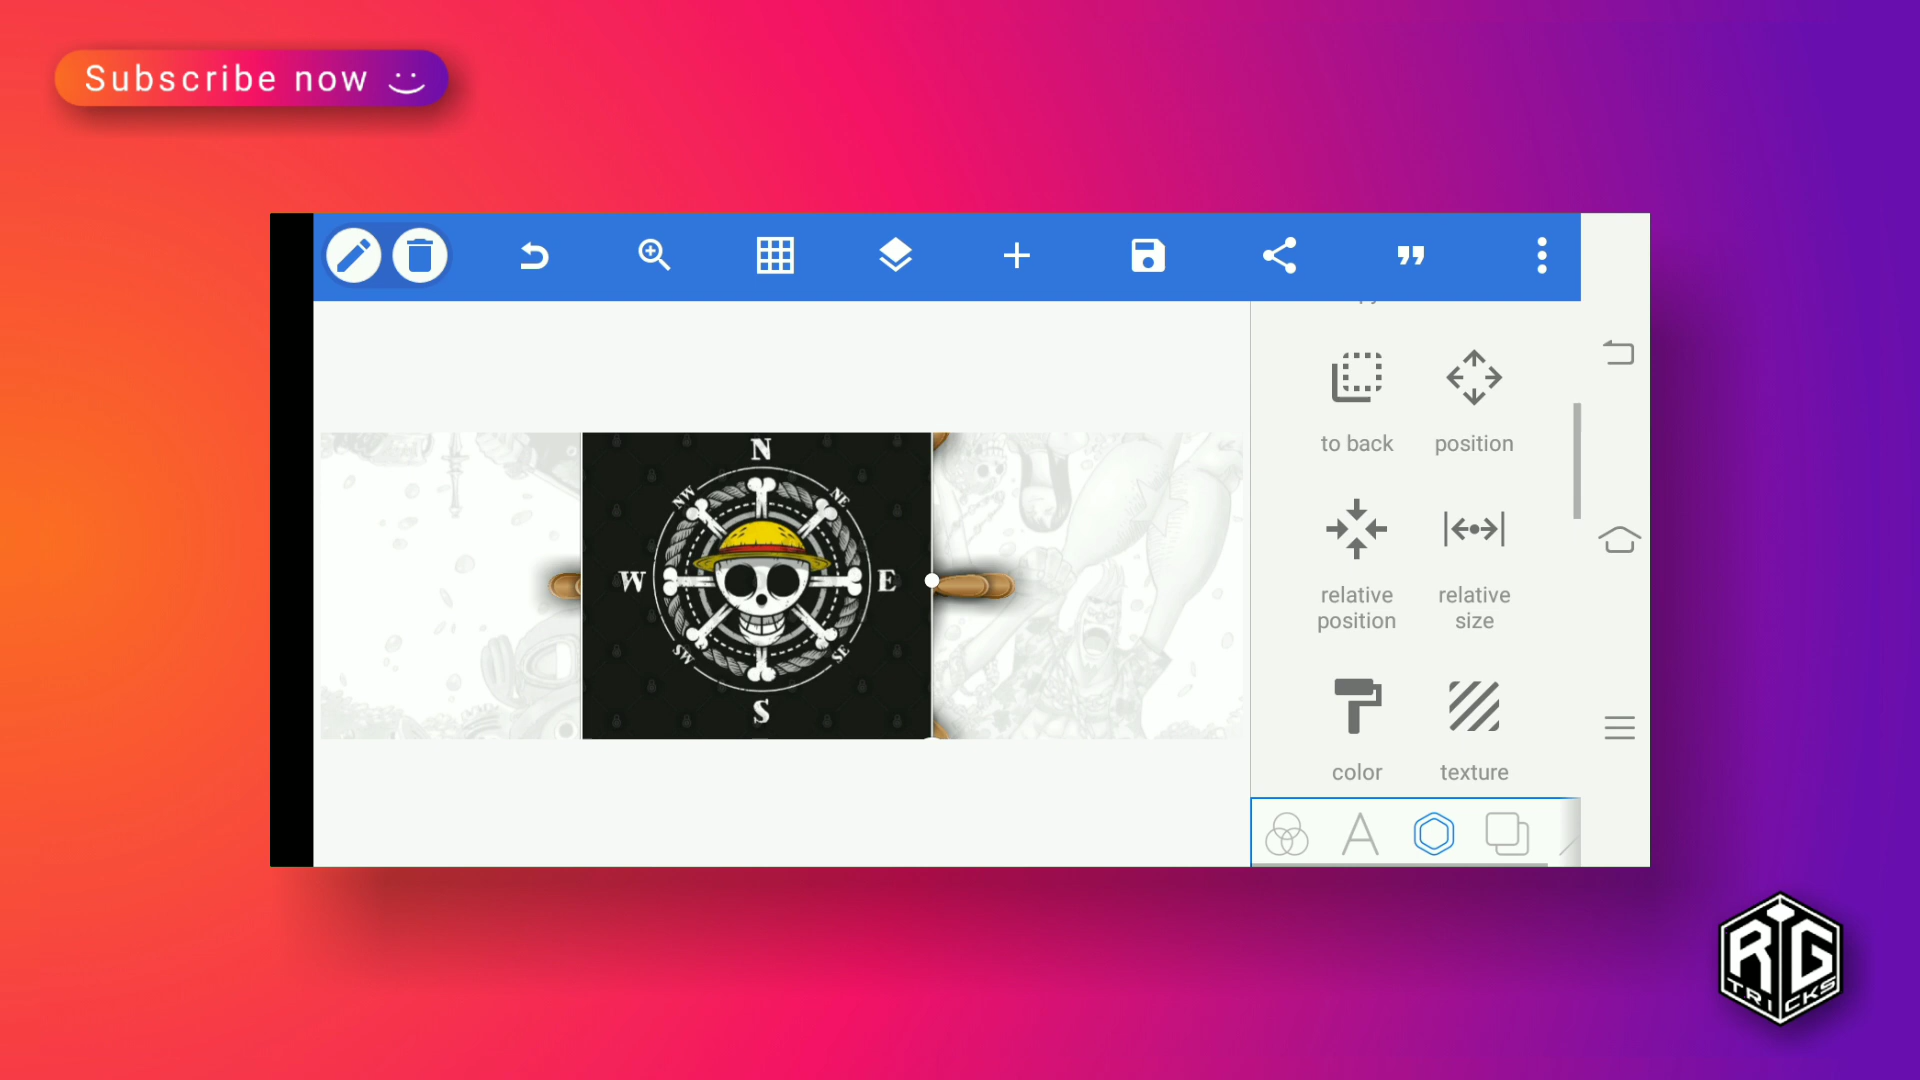 Subscribe now
to back
position
relative
position
relative
size
color
texture
N
NW
NE
W
E
SW
SE
S
A
RG
TRICKS